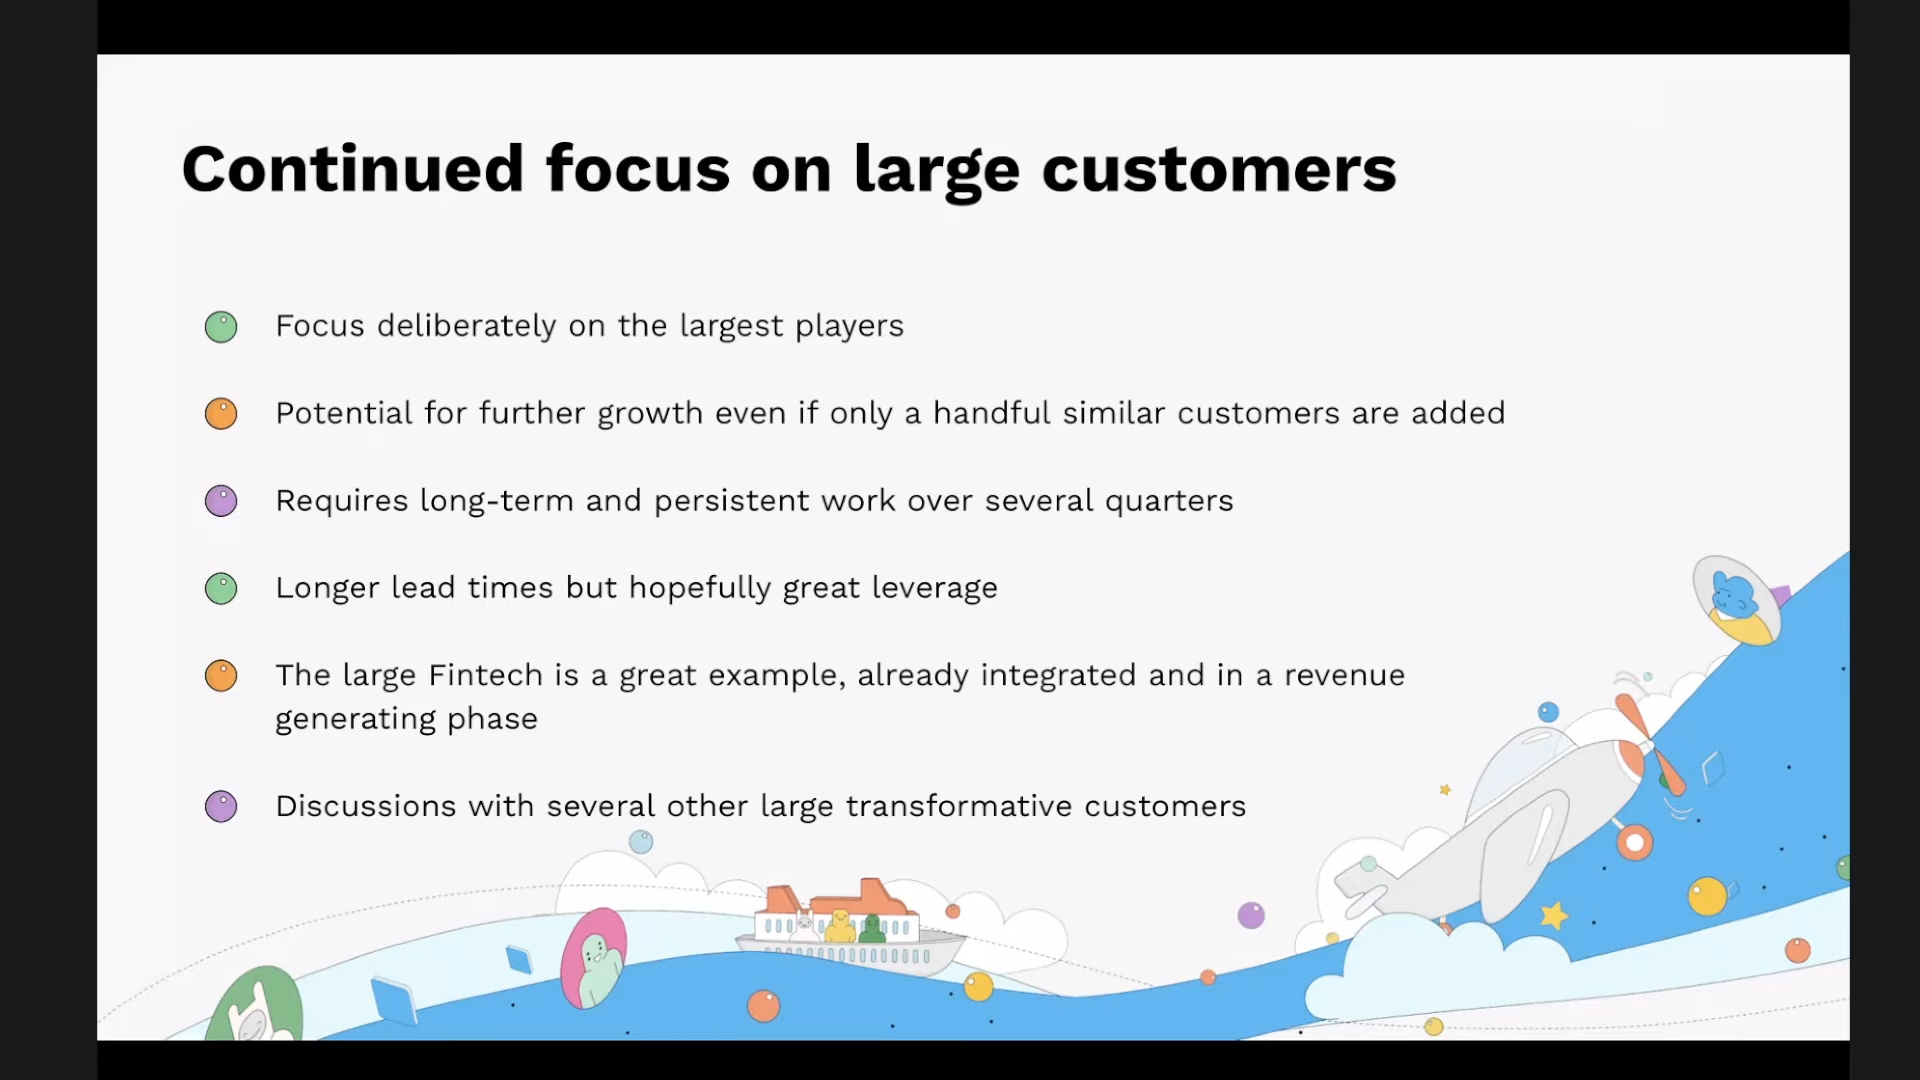 Continued focus on large customers
Focus deliberately on the largest players
Potential for further growth even if only a handful similar customers are added
Requires long-term and persistent work over several quarters
Longer lead times but hopefully great leverage
The large Fintech is a great example, already integrated and in a revenue
generating phase
Discussions with several other large transformative customers